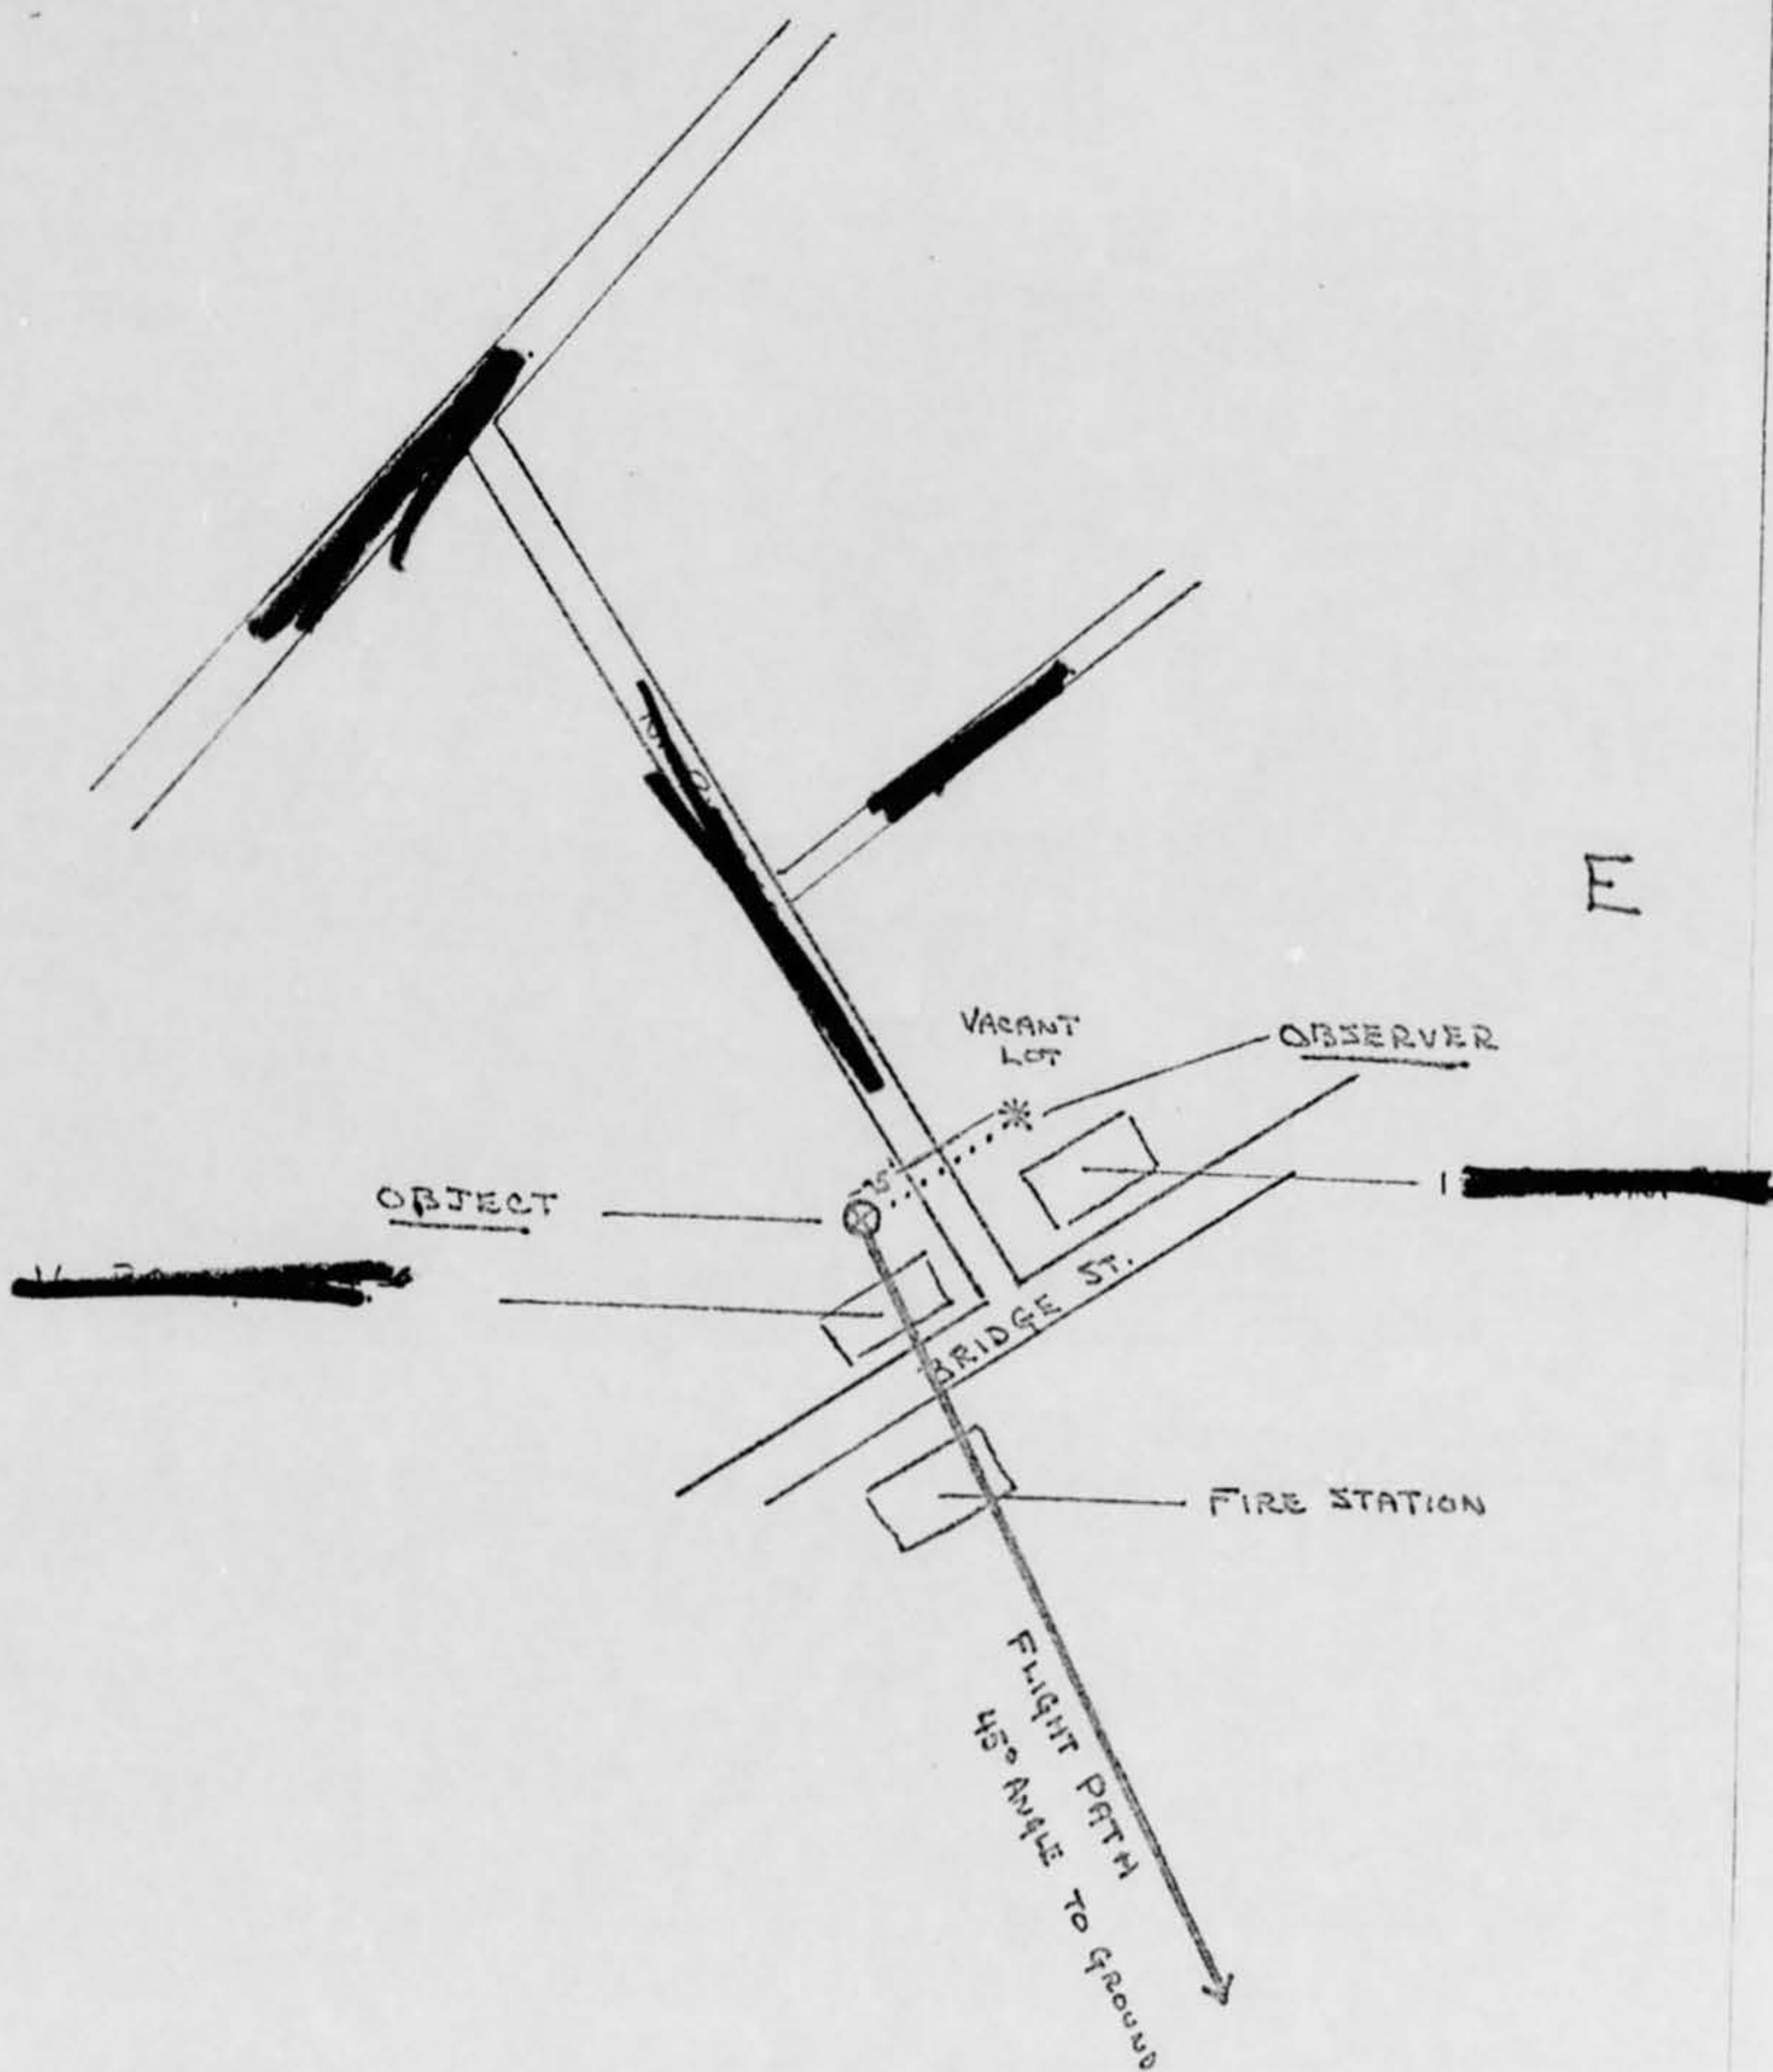 E
VACANT
LOT
OBSERVER
OBJECT
BRIDGE ST.
FIRE STATION
FLIGHT PATH
45° ANGLE TO GROUND